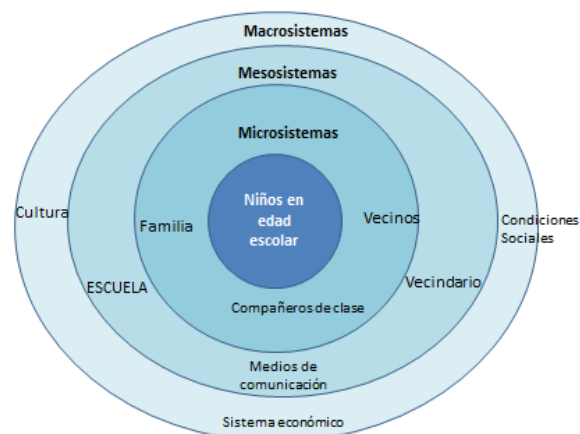 Macrosistemas
Mesosistemas
Microsistemas
Niños en
edad
escolar
Cultura
Familia
Vecinos
Condiciones
Sociales
ESCUELA
Vecindario
Compañeros de clase
Medios de
comunicación
Sistema económico